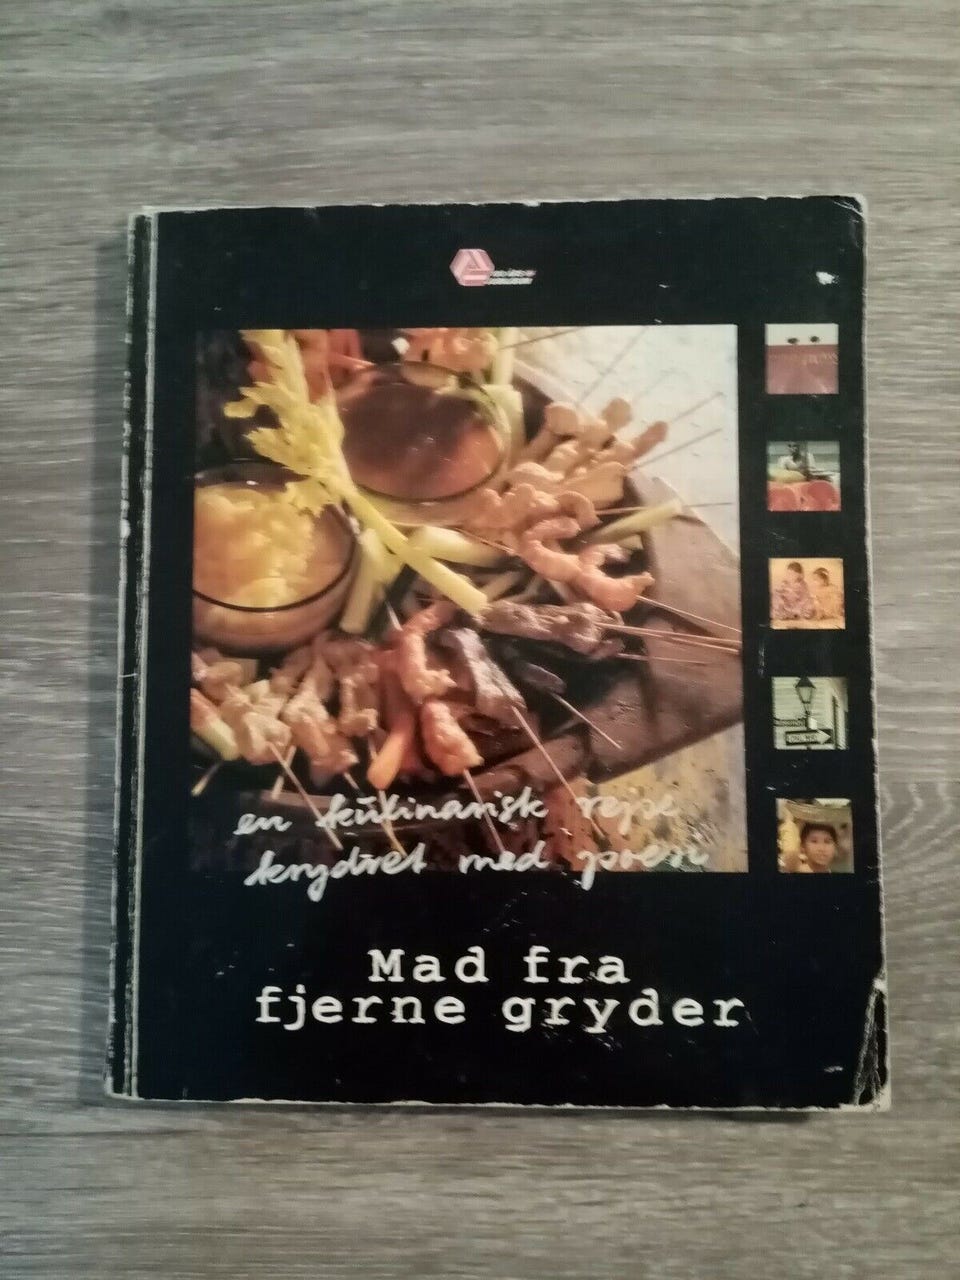 en kulinarisk rejse
krydret med poesi
Mad fra
fjerne gryder